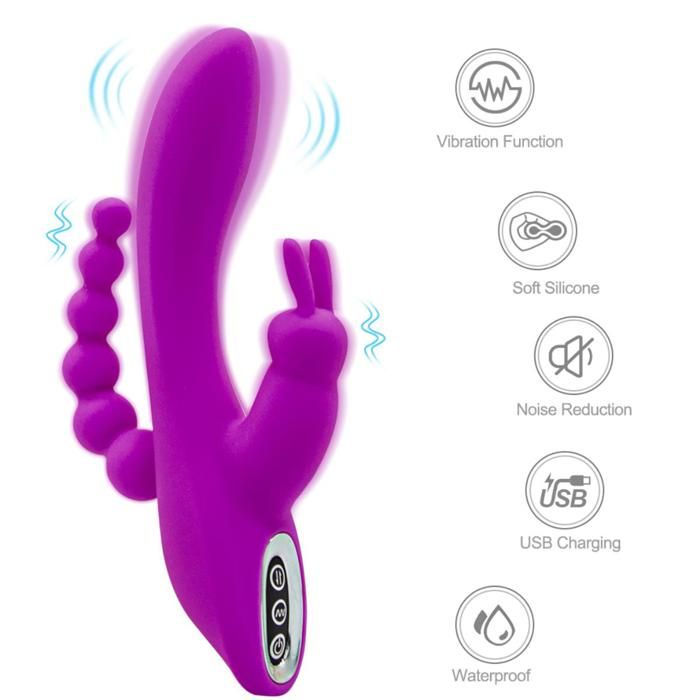 Vibration Function
Soft Silicone
Noise Reduction
USB
USB Charging
Waterproof